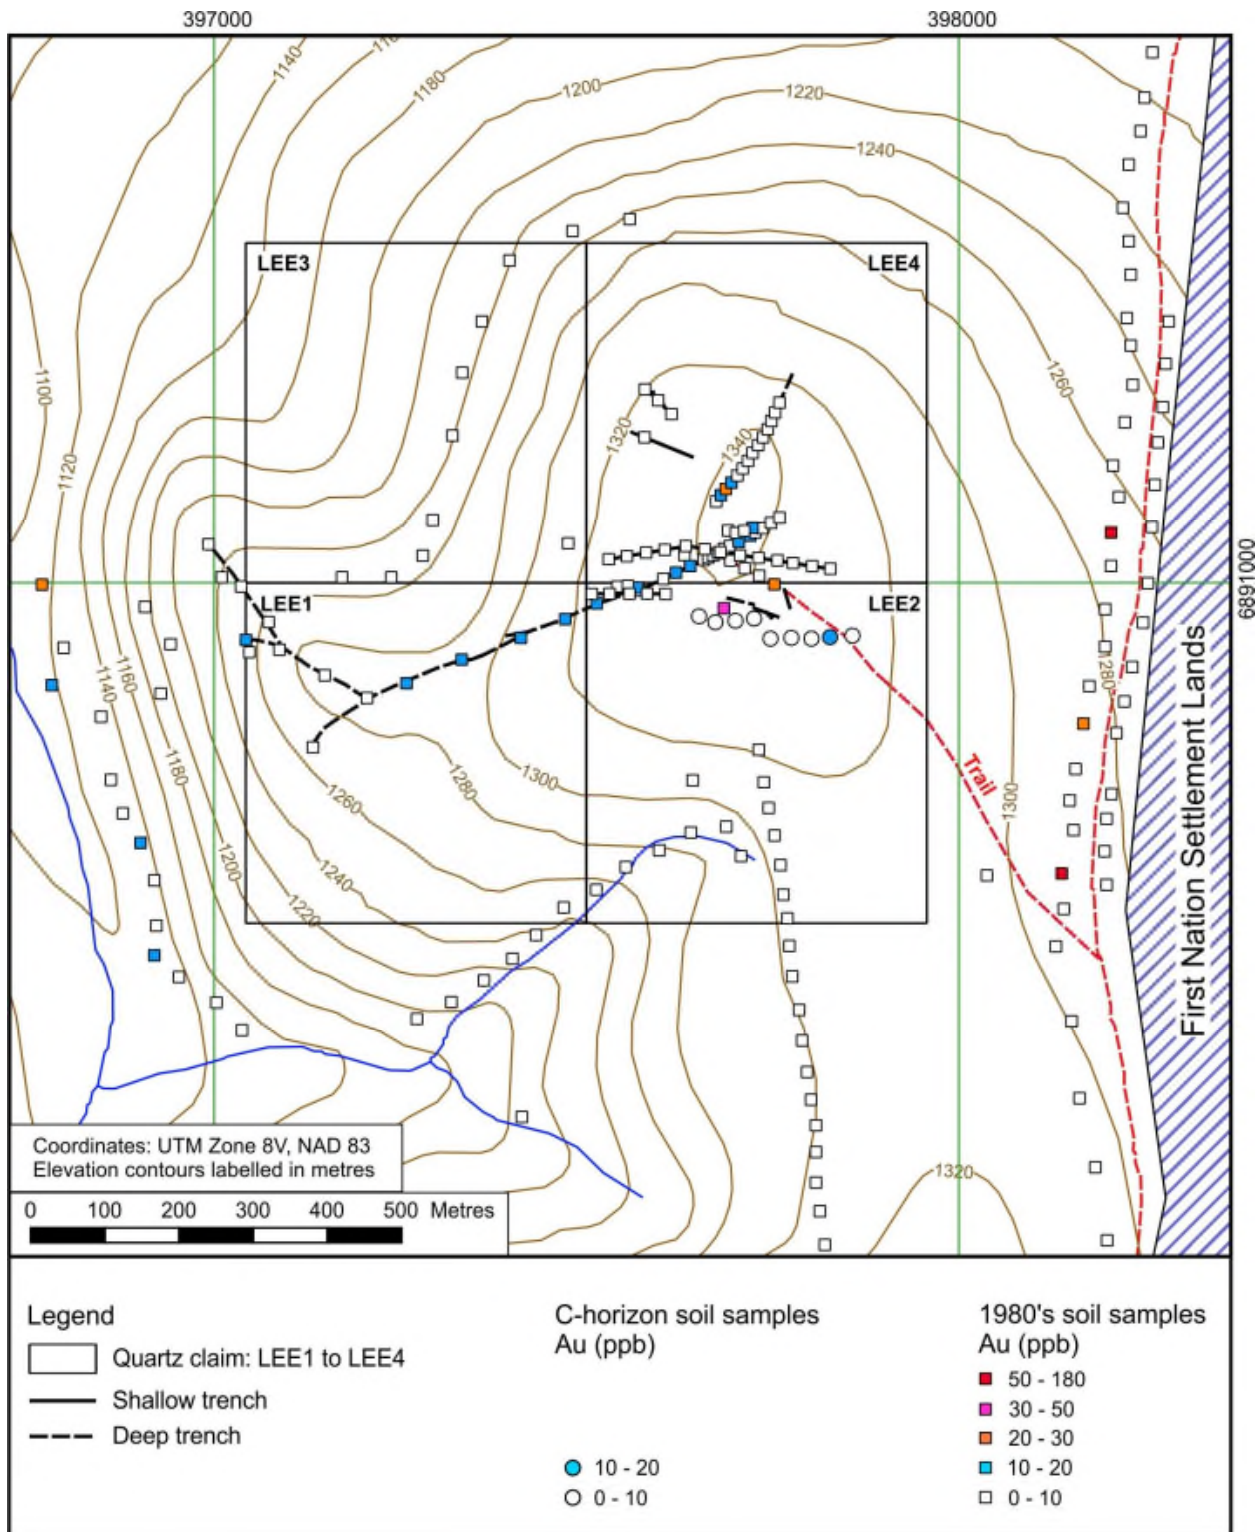 397000
398000
1140
1180
1200
1220
1240
LEE3
LEE4
1100
1260
1320
1340
1120
6891000
LEE1
LEE2
1160
1140
1280
1180
1280
1300
Trail
1300
1260
1200
1240
1220
First Nation Settlement Lands
Coordinates: UTM Zone 8V, NAD 83
Elevation contours labelled in metres
1320
0 100 200 300 400 500 Metres
Legend
Quartz claim: LEE1 to LEE4
Shallow trench
Deep trench
C-horizon soil samples
Au (ppb)
10 - 20
0 - 10
1980's soil samples
Au (ppb)
50 - 180
30 - 50
20 - 30
10 - 20
0 - 10